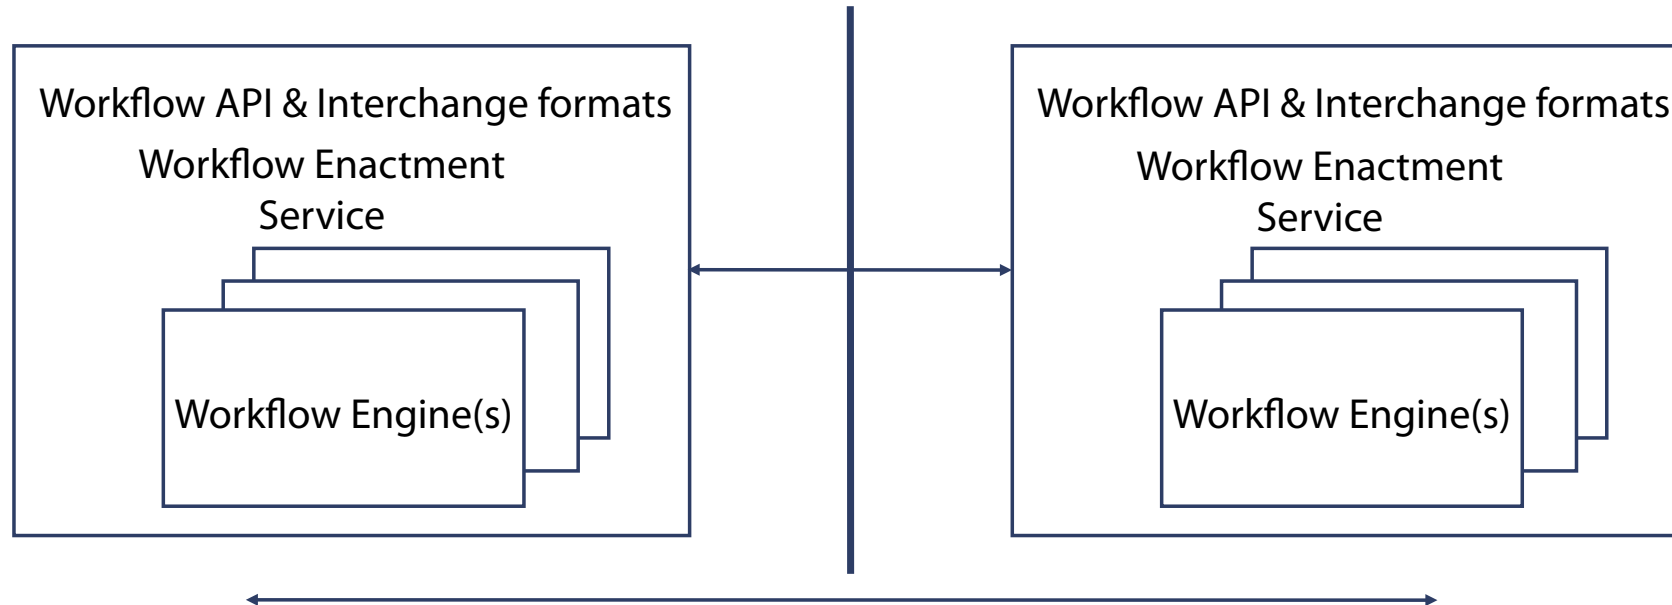 Workflow API & Interchange formats
Workflow Enactment
Service
Workflow Engine(s)
Workflow API & Interchange formats
Workflow Enactment
Service
Workflow Engine(s)